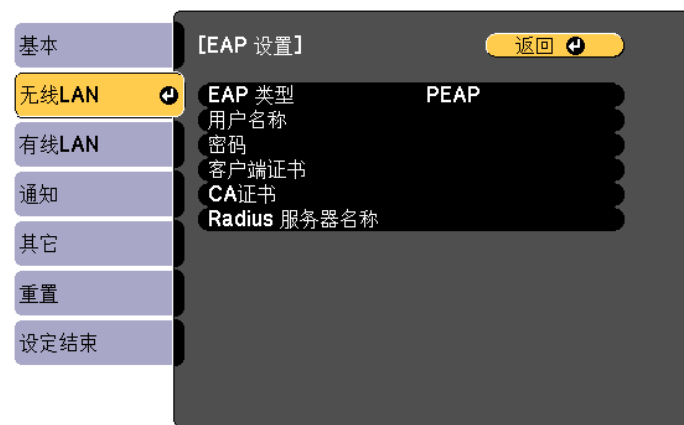 基本
无线LAN
有线LAN
通知
其它
重置
设定结束
[EAP 设置]
返回
EAP 类型 PEAP
用户名称
密码
客户端证书
CA证书
Radius 服务器名称